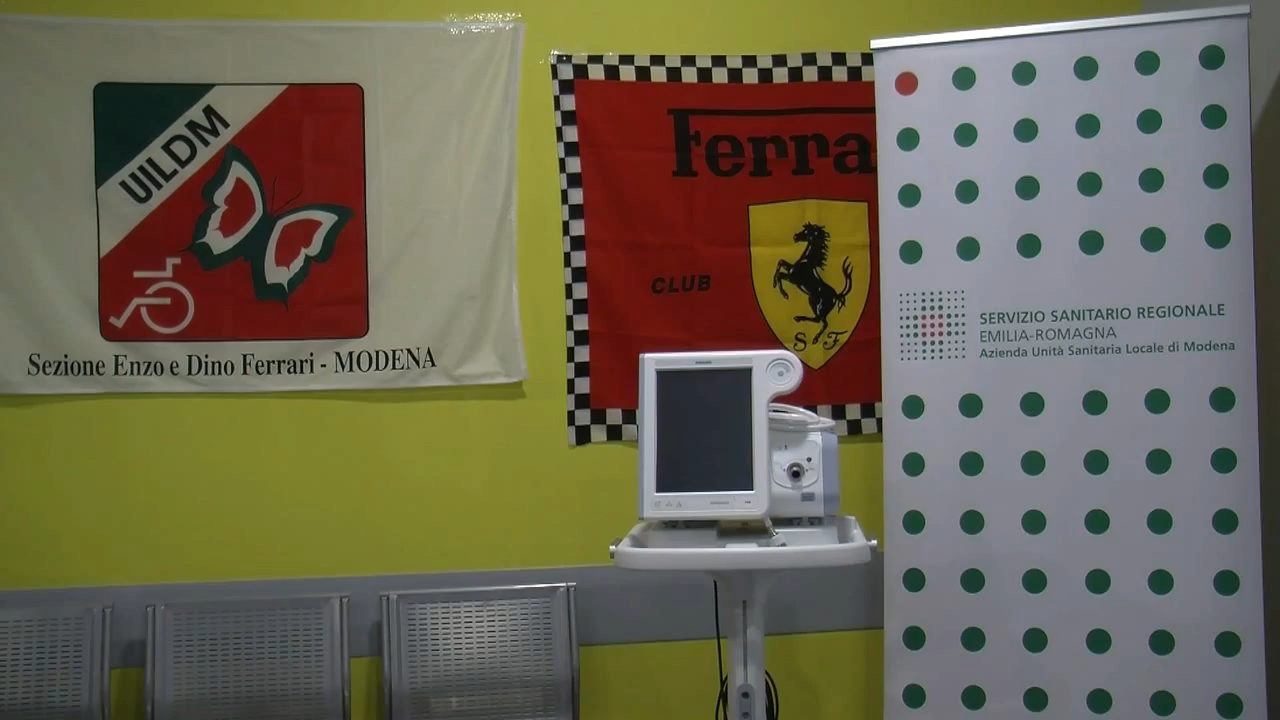 UILDM
Sezione Enzo e Dino Ferrari - MODENA
Ferra
CLUB
S F
SERVIZIO SANITARIO REGIONALE
EMILIA-ROMAGNA
Azienda Unità Sanitaria Locale di Modena